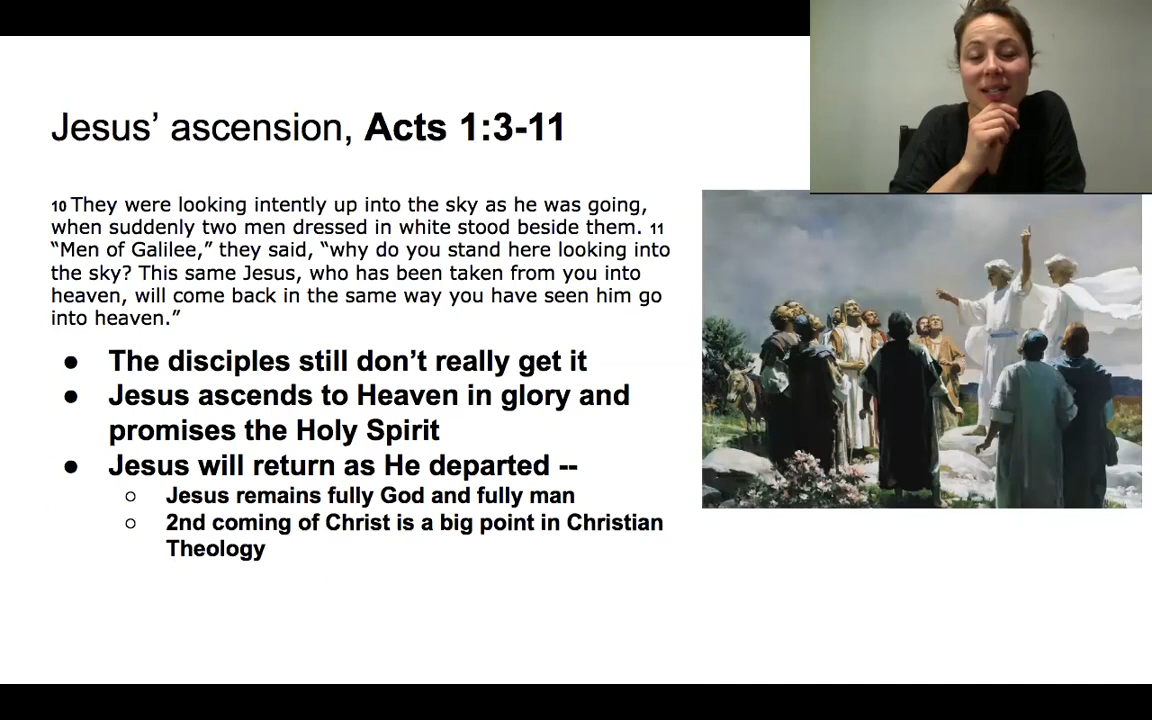 Jesus’ ascension, Acts 1:3-11
10 They were looking intently up into the sky as he was going,
when suddenly two men dressed in white stood beside them. 11
“Men of Galilee,” they said, “why do you stand here looking into
the sky? This same Jesus, who has been taken from you into
heaven, will come back in the same way you have seen him go
into heaven.”
● The disciples still don’t really get it
● Jesus ascends to Heaven in glory and
promises the Holy Spirit
● Jesus will return as He departed --
○ Jesus remains fully God and fully man
○ 2nd coming of Christ is a big point in Christian
Theology